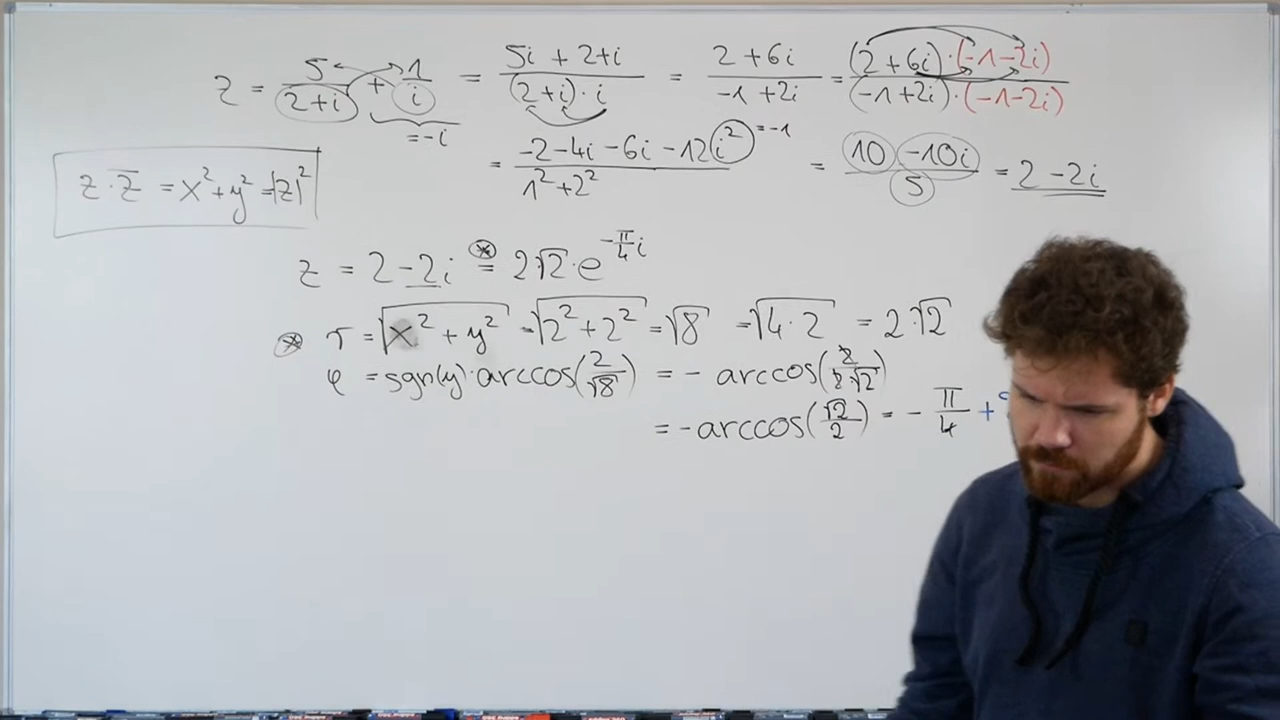 z = 5/(2+i) + 1/i = (5i + 2+i)/((2+i)·i) = (2+6i)/(-1+2i) = ((2+6i)·(-1-2i))/((-1+2i)·(-1-2i))
= -i
= (-2-4i-6i-12i²)/(1²+2²) = (10-10i)/5 = 2-2i
= -1
z·z̅ = x²+y² = |z|²
z = 2-2i ⊛= 2√2·e^(-π/4 i)
⊛ r = √(x²+y²) = √(2²+2²) = √8 = √(4·2) = 2·√2
φ = sgn(y)·arccos(2/√8) = - arccos(2/(2·√2))
= -arccos(√2/2) = - π/4 +